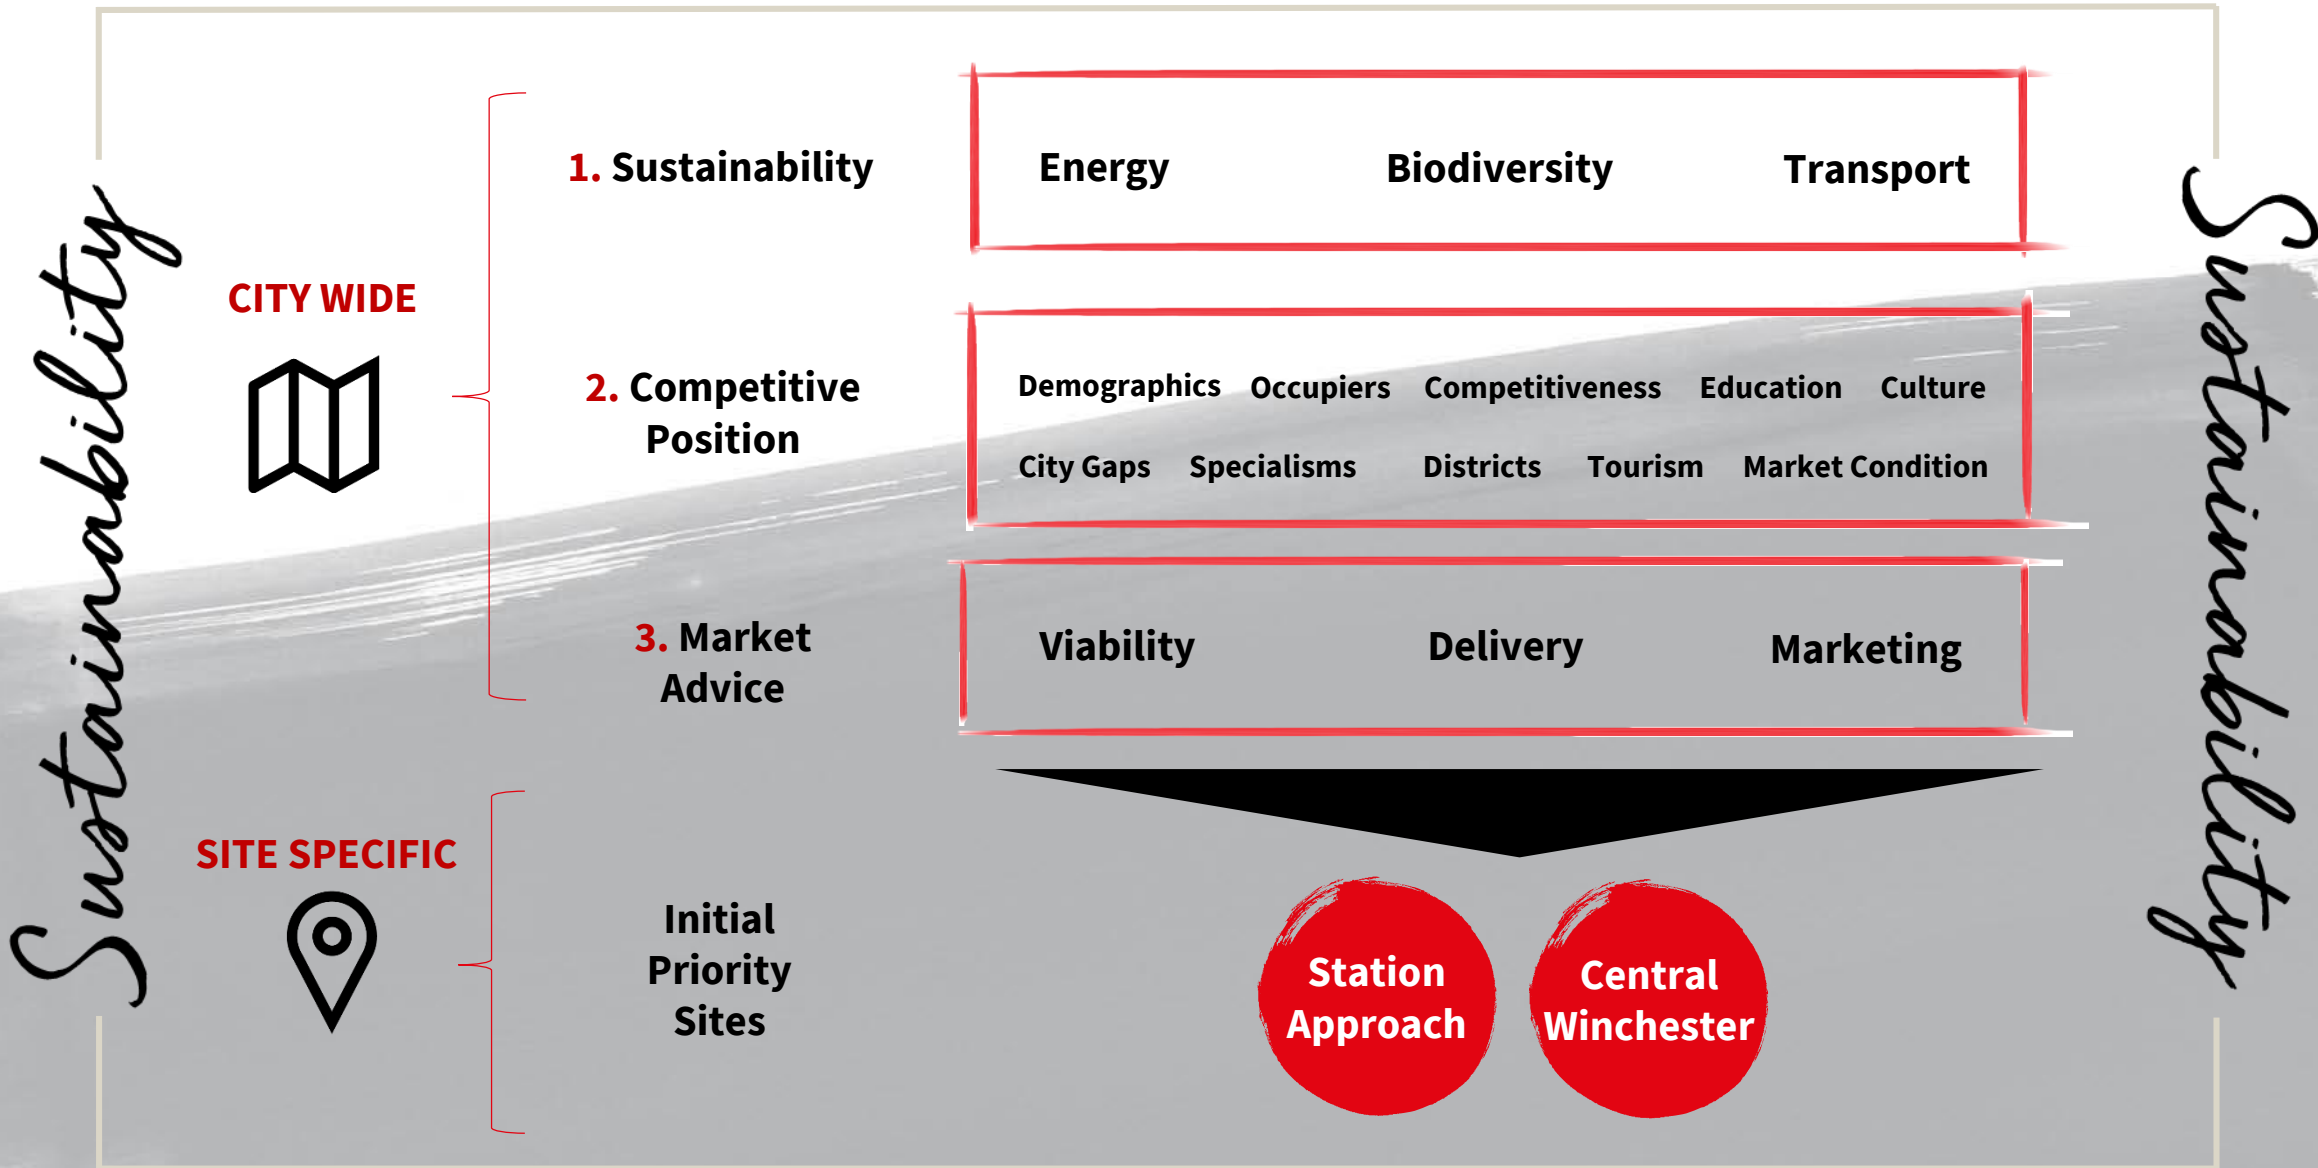 Sustainability
CITY WIDE
1. Sustainability
Energy Biodiversity Transport
2. Competitive
Position
Demographics Occupiers Competitiveness Education Culture
City Gaps Specialisms Districts Tourism Market Condition
3. Market
Advice
Viability Delivery Marketing
SITE SPECIFIC
Initial
Priority
Sites
Station
Approach
Central
Winchester
Sustainability